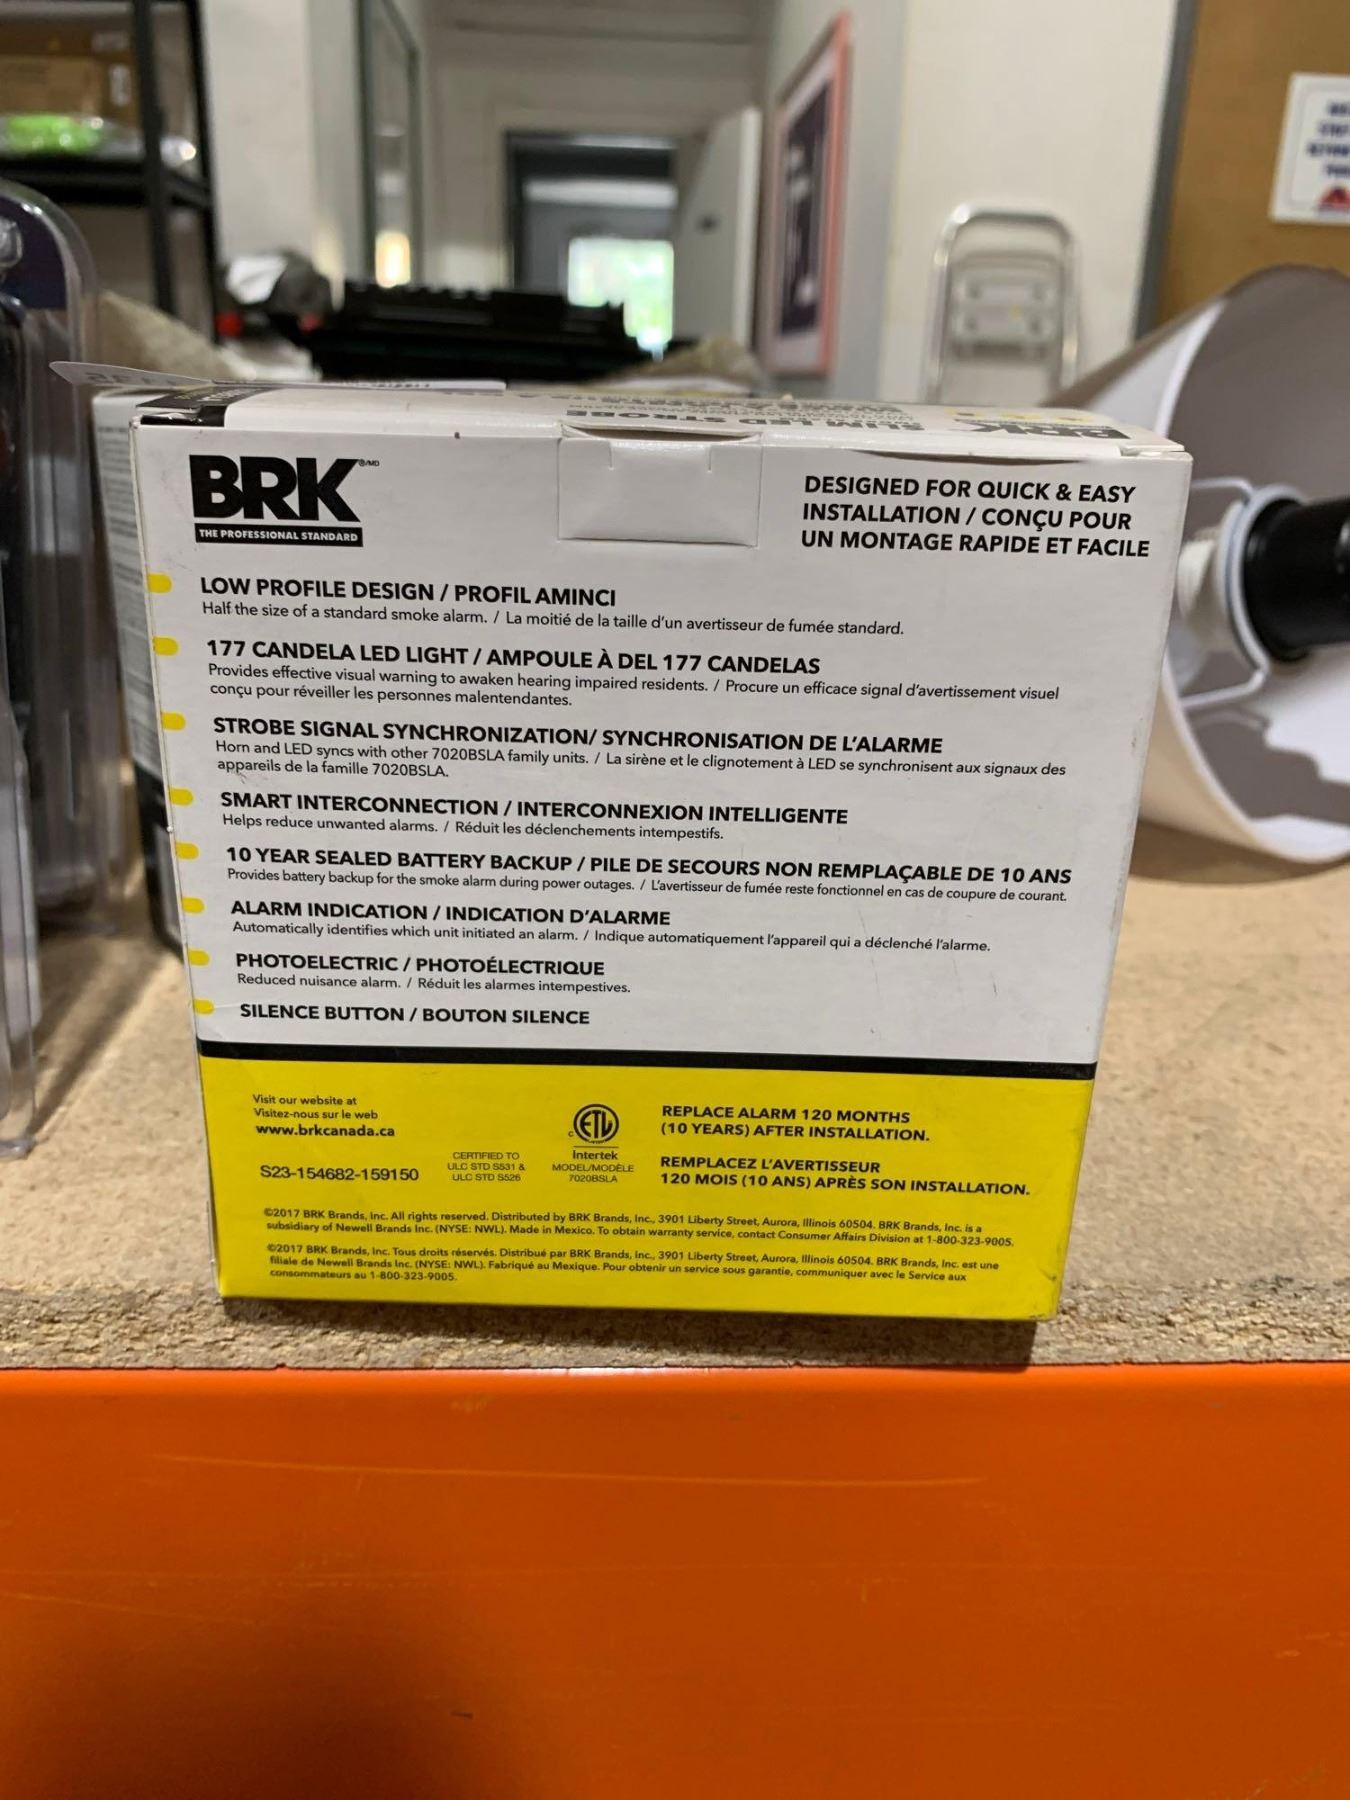 SLIM LED STROBE
BRK
BRK ®/MD
THE PROFESSIONAL STANDARD
DESIGNED FOR QUICK & EASY
INSTALLATION / CONÇU POUR
UN MONTAGE RAPIDE ET FACILE
LOW PROFILE DESIGN / PROFIL AMINCI
Half the size of a standard smoke alarm. / La moitié de la taille d'un avertisseur de fumée standard.
177 CANDELA LED LIGHT / AMPOULE À DEL 177 CANDELAS
Provides effective visual warning to awaken hearing impaired residents. / Procure un efficace signal d'avertissement visuel
conçu pour réveiller les personnes malentendantes.
STROBE SIGNAL SYNCHRONIZATION/ SYNCHRONISATION DE L'ALARME
Horn and LED syncs with other 7020BSLA family units. / La sirène et le clignotement à LED se synchronisent aux signaux des
appareils de la famille 7020BSLA.
SMART INTERCONNECTION / INTERCONNEXION INTELLIGENTE
Helps reduce unwanted alarms. / Réduit les déclenchements intempestifs.
10 YEAR SEALED BATTERY BACKUP / PILE DE SECOURS NON REMPLAÇABLE DE 10 ANS
Provides battery backup for the smoke alarm during power outages. / L'avertisseur de fumée reste fonctionnel en cas de coupure de courant.
ALARM INDICATION / INDICATION D'ALARME
Automatically identifies which unit initiated an alarm. / Indique automatiquement l'appareil qui a déclenché l'alarme.
PHOTOELECTRIC / PHOTOÉLECTRIQUE
Reduced nuisance alarm. / Réduit les alarmes intempestives.
SILENCE BUTTON / BOUTON SILENCE
Visit our website at
Visitez-nous sur le web
www.brkcanada.ca
S23-154682-159150
CERTIFIED TO
ULC STD S531 &
ULC STD S526
C ETL
Intertek
MODEL/MODÈLE
7020BSLA
REPLACE ALARM 120 MONTHS
(10 YEARS) AFTER INSTALLATION.
REMPLACEZ L'AVERTISSEUR
120 MOIS (10 ANS) APRÈS SON INSTALLATION.
©2017 BRK Brands, Inc. All rights reserved. Distributed by BRK Brands, Inc., 3901 Liberty Street, Aurora, Illinois 60504. BRK Brands, Inc. is a
subsidiary of Newell Brands Inc. (NYSE: NWL). Made in Mexico. To obtain warranty service, contact Consumer Affairs Division at 1-800-323-9005.
©2017 BRK Brands, Inc. Tous droits réservés. Distribué par BRK Brands, Inc., 3901 Liberty Street, Aurora, Illinois 60504. BRK Brands, Inc. est une
filiale de Newell Brands Inc. (NYSE: NWL). Fabriqué au Mexique. Pour obtenir un service sous garantie, communiquer avec le Service aux
consommateurs au 1-800-323-9005.